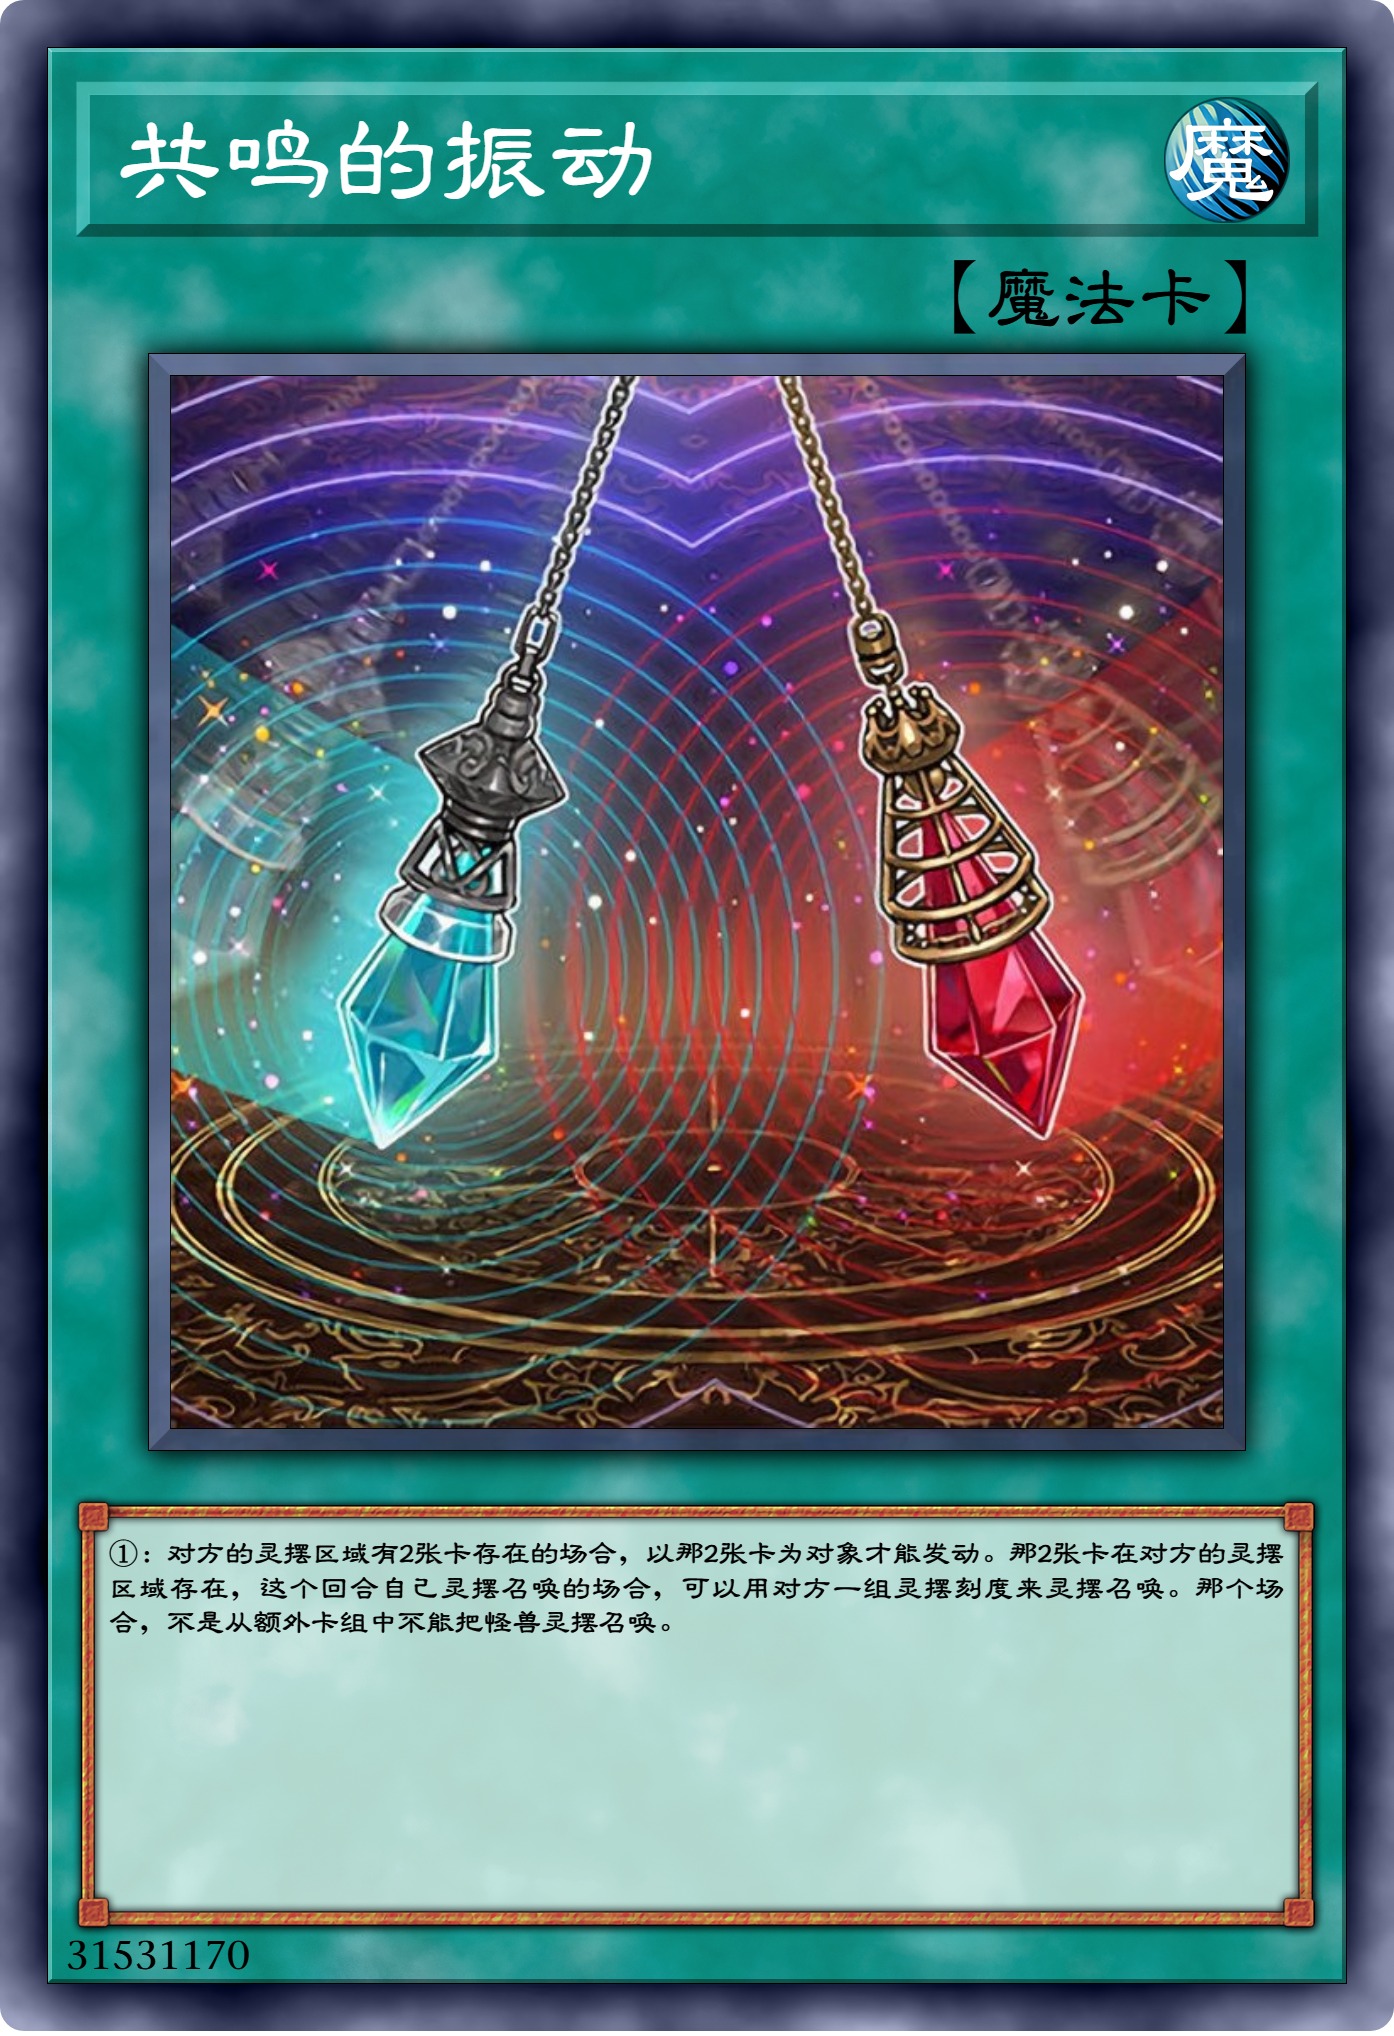 共鸣的振动
魔
【魔法卡】
①：对方的灵摆区域有2张卡存在的场合，以那2张卡为对象才能发动。那2张卡在对方的灵摆
区域存在，这个回合自己灵摆召唤的场合，可以用对方一组灵摆刻度来灵摆召唤。那个场
合，不是从额外卡组中不能把怪兽灵摆召唤。
31531170